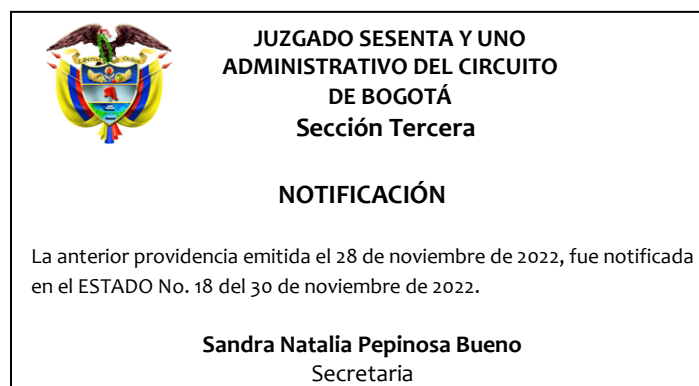 JUZGADO SESENTA Y UNO
ADMINISTRATIVO DEL CIRCUITO
DE BOGOTÁ
Sección Tercera
NOTIFICACIÓN
La anterior providencia emitida el 28 de noviembre de 2022, fue notificada
en el ESTADO No. 18 del 30 de noviembre de 2022.
Sandra Natalia Pepinosa Bueno
Secretaria